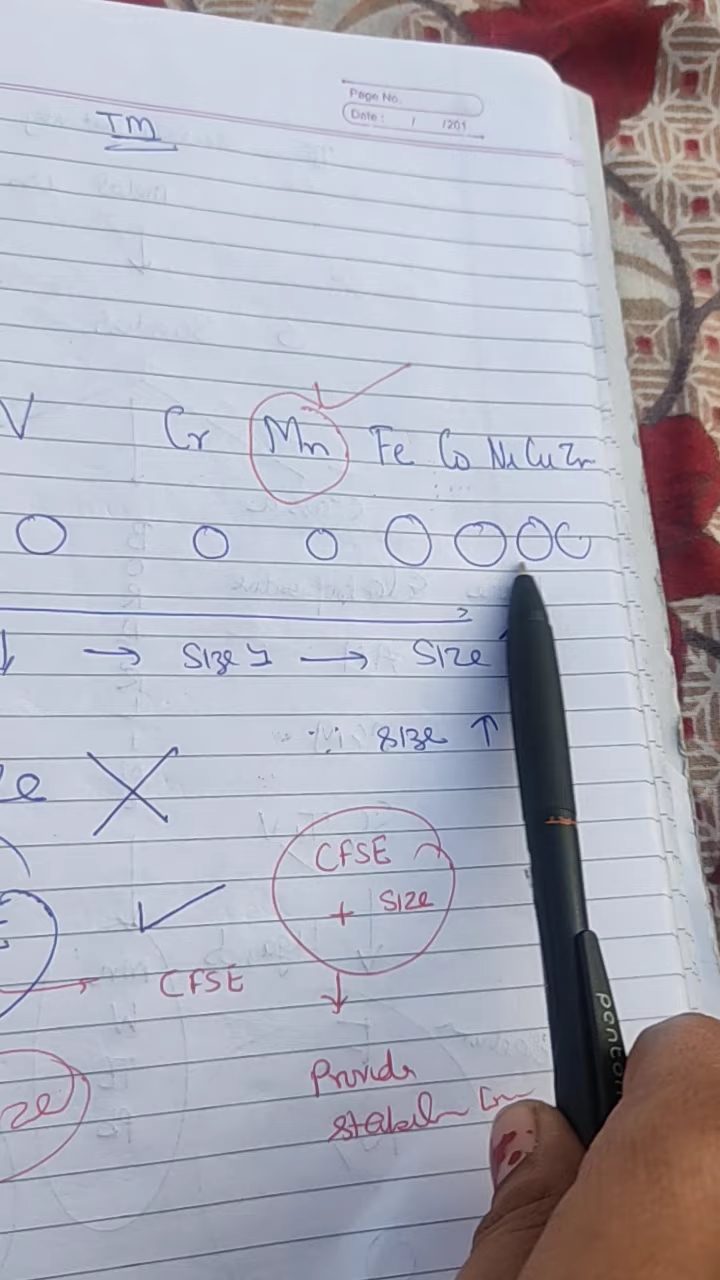 Page No.
Date : / /201
TM
V Cr Mn Fe Co Ni Cu Zn
↓ → Size ↓ → Size
size ↑
CFSE
+ Size
CFSE
Provide
pentoni